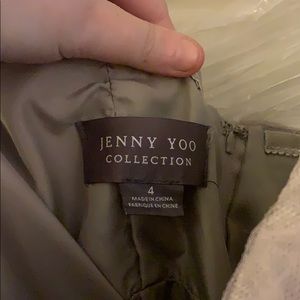 JENNY YOO
COLLECTION
4
MADE IN CHINA
FABRIQUÉ EN CHINE